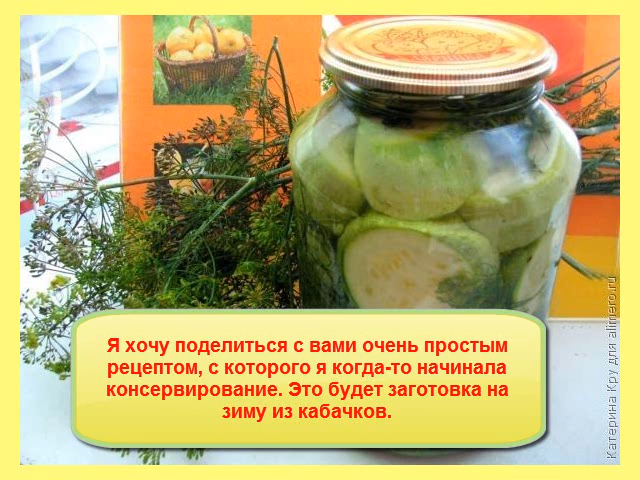 Я хочу поделиться с вами очень простым
рецептом, с которого я когда-то начинала
консервирование. Это будет заготовка на
зиму из кабачков.
Катерина Кру для alimero.ru